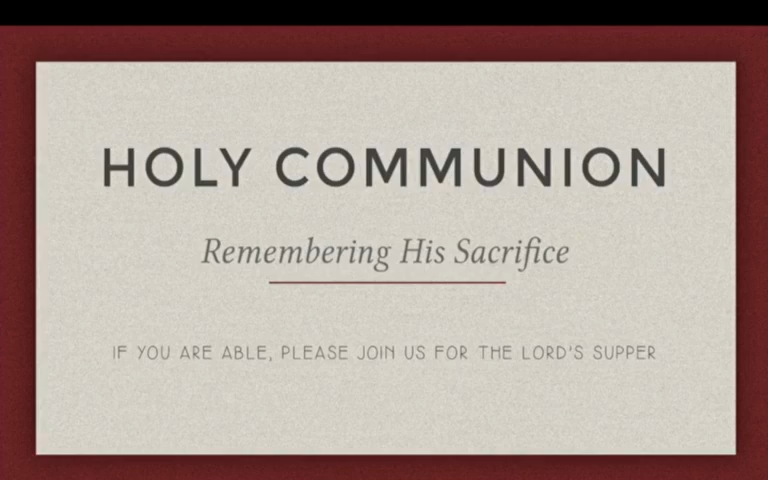 HOLY COMMUNION
Remembering His Sacrifice
IF YOU ARE ABLE, PLEASE JOIN US FOR THE LORD'S SUPPER